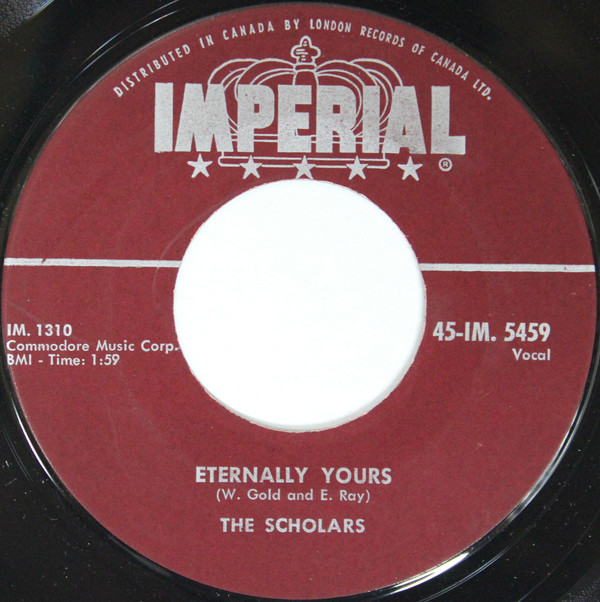 DISTRIBUTED IN CANADA BY LONDON RECORDS OF CANADA LTD.
IMPERIAL
®
IM. 1310
Commodore Music Corp.
BMI - Time: 1:59
45-IM. 5459
Vocal
ETERNALLY YOURS
(W. Gold and E. Ray)
THE SCHOLARS